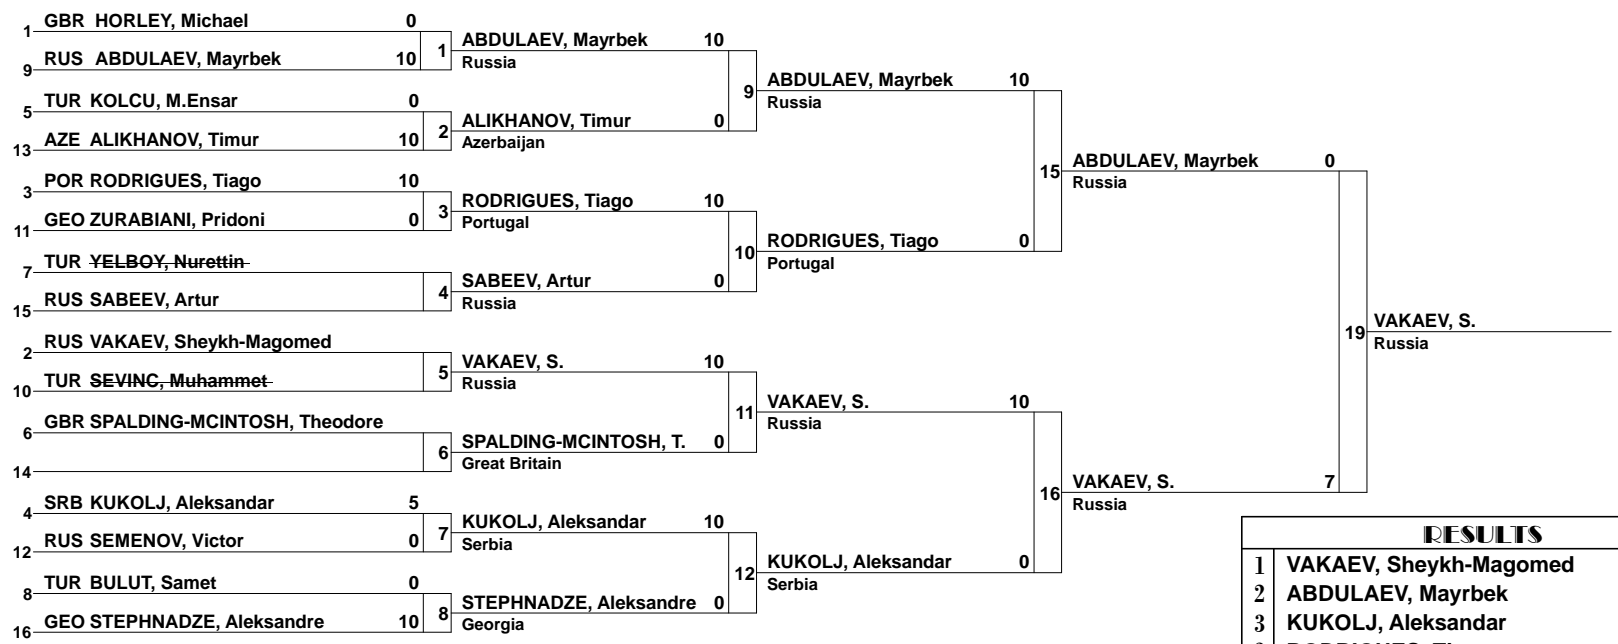 1 GBR HORLEY, Michael 0
9 RUS ABDULAEV, Mayrbek 10
5 TUR KOLCU, M.Ensar 0
13 AZE ALIKHANOV, Timur 10
3 POR RODRIGUES, Tiago 10
11 GEO ZURABIANI, Pridoni 0
7 TUR YELBOY, Nurettin
15 RUS SABEEV, Artur
2 RUS VAKAEV, Sheykh-Magomed
10 TUR SEVINC, Muhammet
6 GBR SPALDING-MCINTOSH, Theodore
14
4 SRB KUKOLJ, Aleksandar 5
12 RUS SEMENOV, Victor 0
8 TUR BULUT, Samet 0
16 GEO STEPHNADZE, Aleksandre 10
1 ABDULAEV, Mayrbek 10
Russia
2 ALIKHANOV, Timur 0
Azerbaijan
3 RODRIGUES, Tiago 10
Portugal
4 SABEEV, Artur 0
Russia
5 VAKAEV, S. 10
Russia
6 SPALDING-MCINTOSH, T. 0
Great Britain
7 KUKOLJ, Aleksandar 10
Serbia
8 STEPHNADZE, Aleksandre 0
Georgia
9 ABDULAEV, Mayrbek 10
Russia
10 RODRIGUES, Tiago 0
Portugal
11 VAKAEV, S. 10
Russia
12 KUKOLJ, Aleksandar 0
Serbia
15 ABDULAEV, Mayrbek 0
Russia
16 VAKAEV, S. 7
Russia
19 VAKAEV, S.
Russia
RESULTS
1 VAKAEV, Sheykh-Magomed
2 ABDULAEV, Mayrbek
3 KUKOLJ, Aleksandar